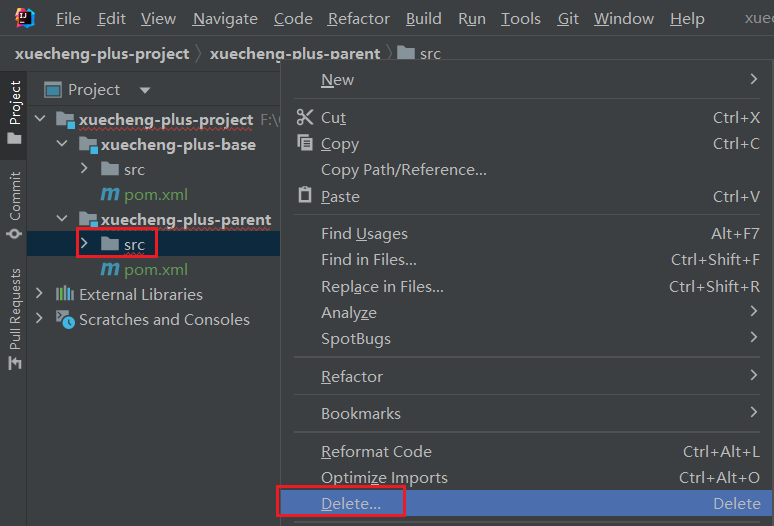 File Edit View Navigate Code Refactor Build Run Tools Git Window Help xuec
xuecheng-plus-project 〉 xuecheng-plus-parent 〉 src
Project
Commit
Pull Requests
Project
xuecheng-plus-project F:\
xuecheng-plus-base
src
pom.xml
xuecheng-plus-parent
src
pom.xml
External Libraries
Scratches and Consoles
New
Cut Ctrl+X
Copy Ctrl+C
Copy Path/Reference...
Paste Ctrl+V
Find Usages Alt+F7
Find in Files... Ctrl+Shift+F
Replace in Files... Ctrl+Shift+R
Analyze
SpotBugs
Refactor
Bookmarks
Reformat Code Ctrl+Alt+L
Optimize Imports Ctrl+Alt+O
Delete... Delete